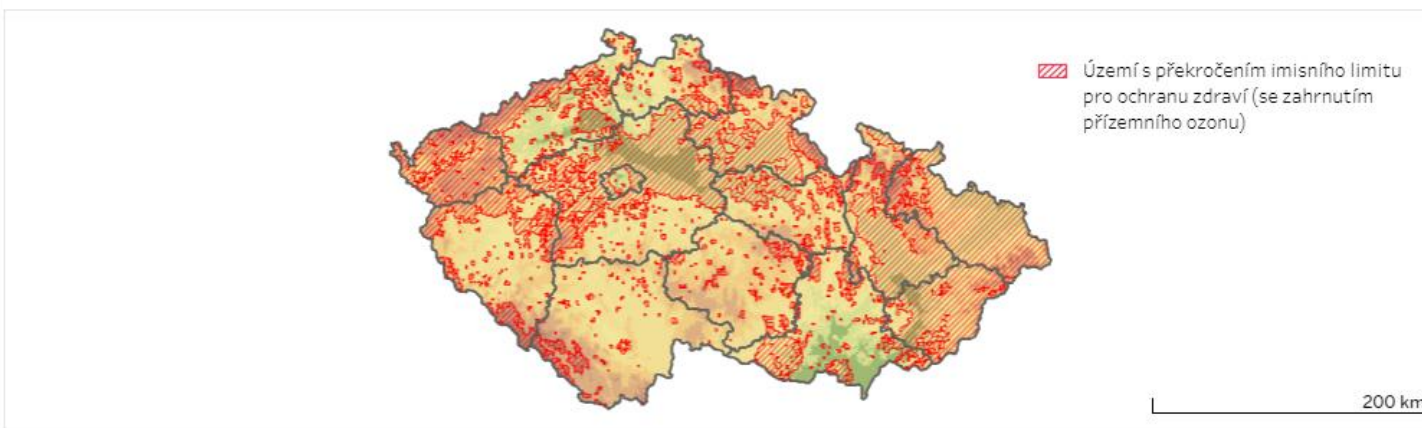 Území s překročením imisního limitu
pro ochranu zdraví (se zahrnutím
přízemního ozonu)
200 km